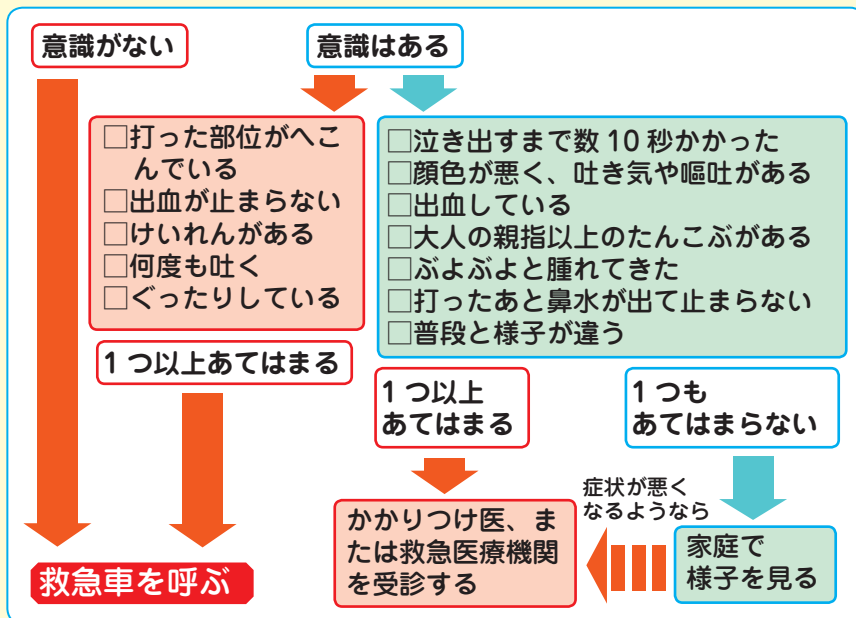 意識がない
意識はある
□打った部位がへこ
んでいる
□出血が止まらない
□けいれんがある
□何度も吐く
□ぐったりしている
□泣き出すまで数10秒かかった
□顔色が悪く、吐き気や嘔吐がある
□出血している
□大人の親指以上のたんこぶがある
□ぶよぶよと腫れてきた
□打ったあと鼻水が出て止まらない
□普段と様子が違う
1つ以上あてはまる
1つ以上
あてはまる
1つも
あてはまらない
症状が悪く
なるようなら
かかりつけ医、ま
たは救急医療機関
を受診する
家庭で
様子を見る
救急車を呼ぶ